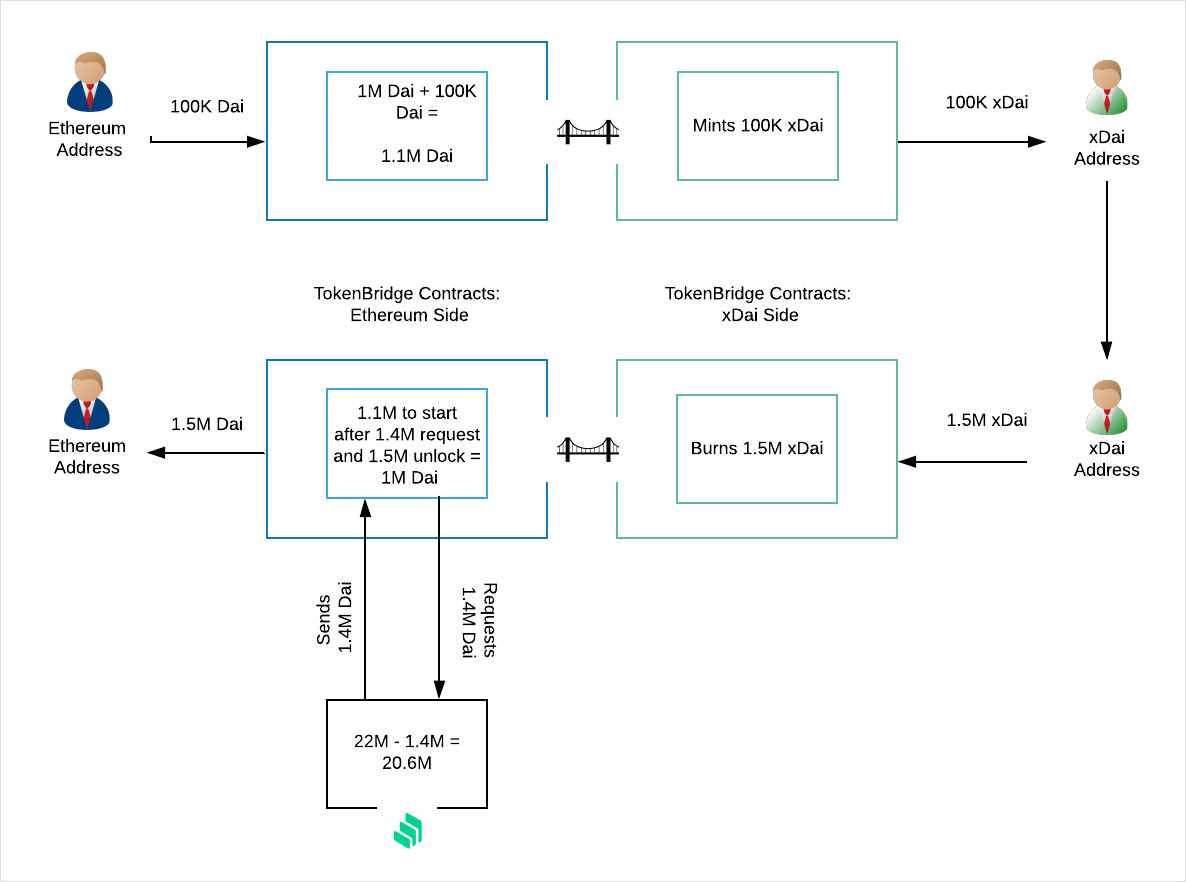 100K Dai
Ethereum
Address
1M Dai + 100K
Dai =
1.1M Dai
Mints 100K xDai
100K xDai
xDai
Address
TokenBridge Contracts:
Ethereum Side
TokenBridge Contracts:
xDai Side
Ethereum
Address
1.5M Dai
1.1M to start
after 1.4M request
and 1.5M unlock =
1M Dai
Burns 1.5M xDai
1.5M xDai
xDai
Address
Sends
1.4M Dai
Requests
1.4M Dai
22M - 1.4M =
20.6M